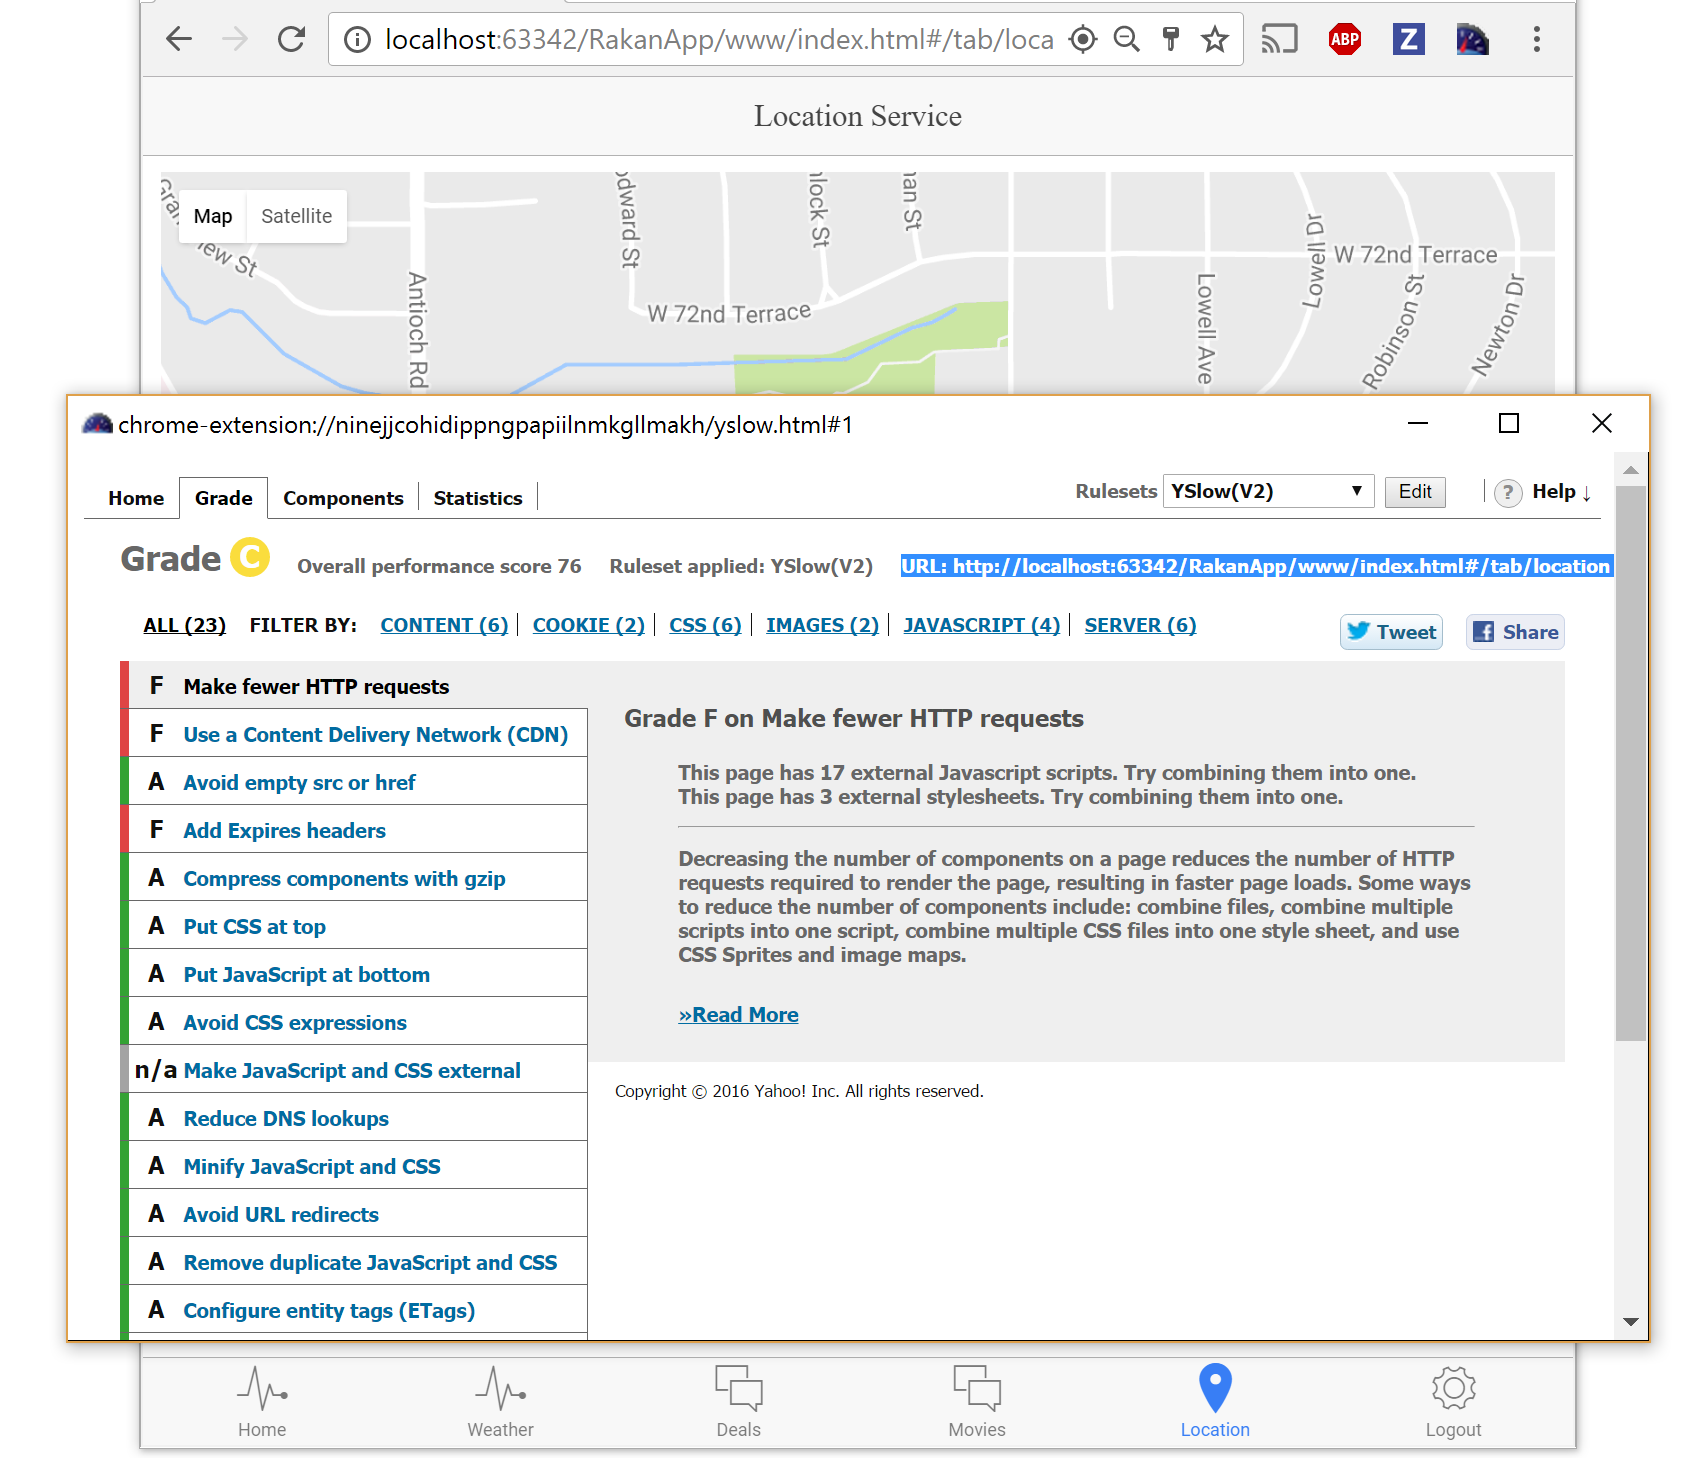 localhost:63342/RakanApp/www/index.html#/tab/loca
ABP
Z
Location Service
Map
Satellite
Antioch Rd
W 72nd Terrace
W 72nd Terrace
Lowell Ave
Lowell Dr
Robinson St
Newton Dr
chrome-extension://ninejjcohidippngpapiilnmkgllmakh/yslow.html#1
Home Grade Components Statistics
Rulesets YSlow(V2) Edit ? Help ↓
Grade C Overall performance score 76 Ruleset applied: YSlow(V2) URL: http://localhost:63342/RakanApp/www/index.html#/tab/location
ALL (23) FILTER BY: CONTENT (6) COOKIE (2) CSS (6) IMAGES (2) JAVASCRIPT (4) SERVER (6)
Tweet Share
F Make fewer HTTP requests
F Use a Content Delivery Network (CDN)
A Avoid empty src or href
F Add Expires headers
A Compress components with gzip
A Put CSS at top
A Put JavaScript at bottom
A Avoid CSS expressions
n/a Make JavaScript and CSS external
A Reduce DNS lookups
A Minify JavaScript and CSS
A Avoid URL redirects
A Remove duplicate JavaScript and CSS
A Configure entity tags (ETags)
Grade F on Make fewer HTTP requests
This page has 17 external Javascript scripts. Try combining them into one.
This page has 3 external stylesheets. Try combining them into one.
Decreasing the number of components on a page reduces the number of HTTP
requests required to render the page, resulting in faster page loads. Some ways
to reduce the number of components include: combine files, combine multiple
scripts into one script, combine multiple CSS files into one style sheet, and use
CSS Sprites and image maps.
»Read More
Copyright © 2016 Yahoo! Inc. All rights reserved.
Home
Weather
Deals
Movies
Location
Logout